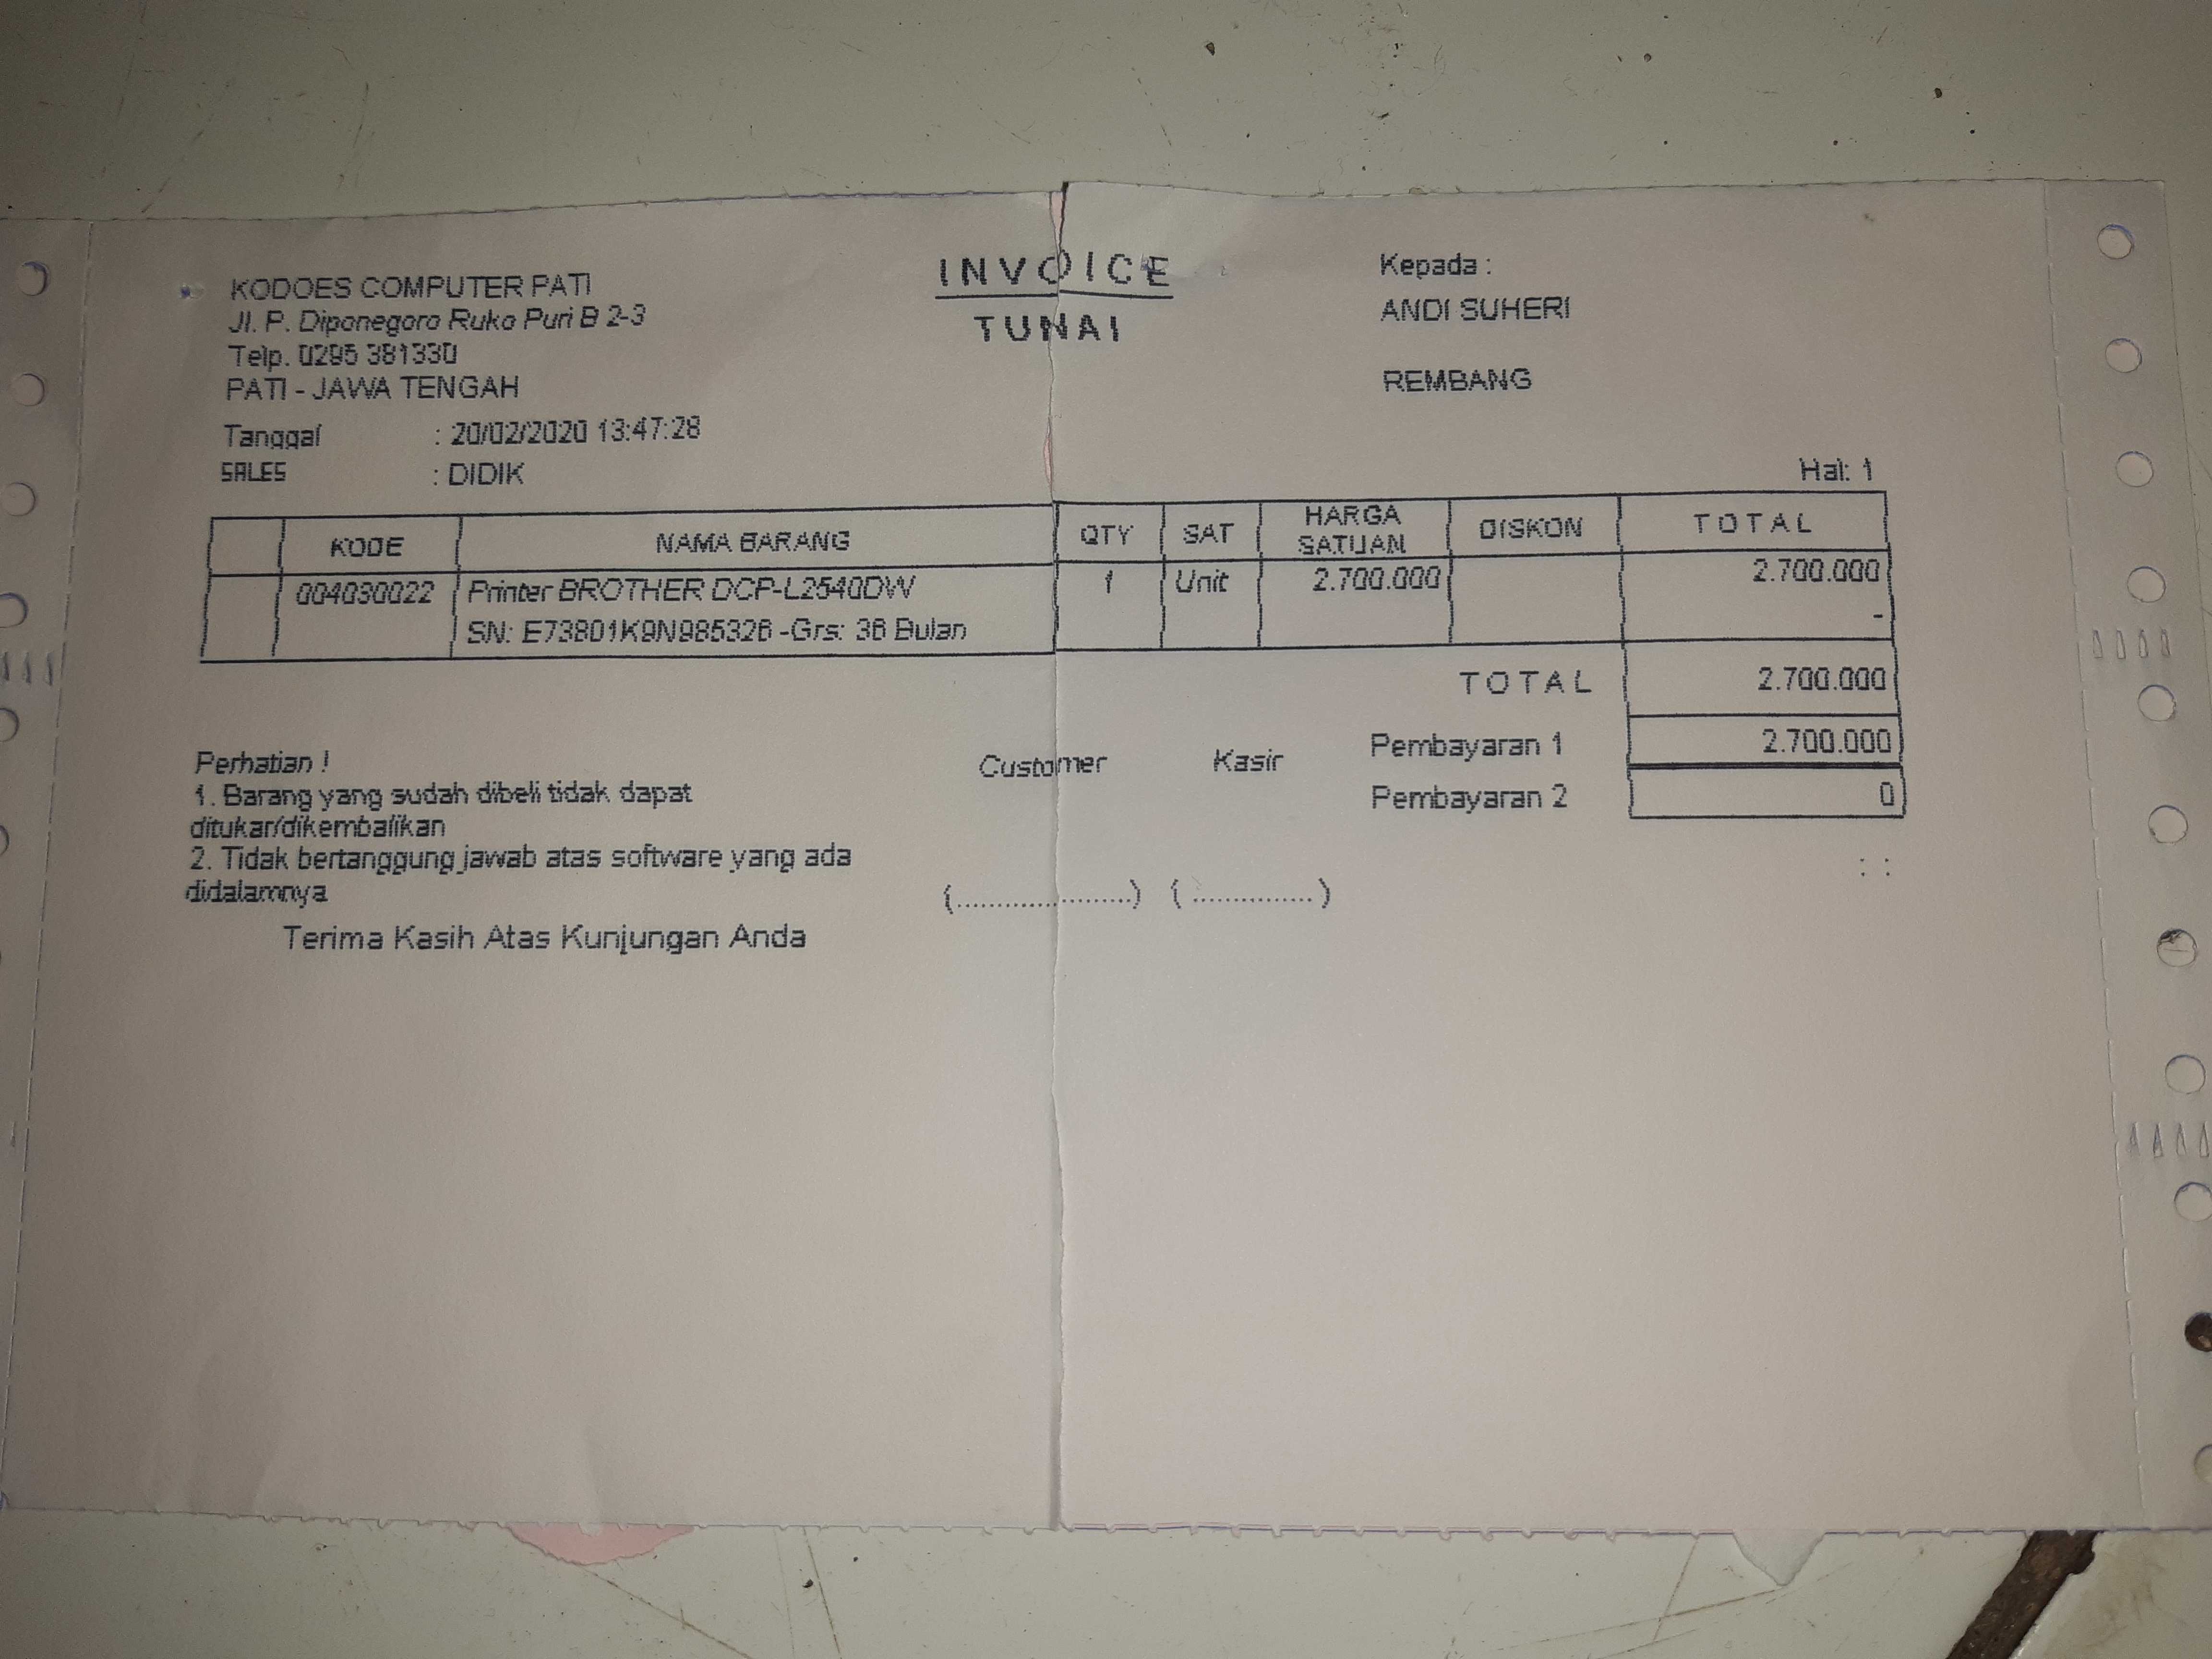 KODOES COMPUTER PATI
Jl. P. Diponegoro Ruko Puri B 2-3
Telp. 0295 381330
PATI - JAWA TENGAH
Tanggal : 20/02/2020 13:47:28
SALES : DIDIK
INVOICE
TUNAI
Kepada :
ANDI SUHERI
REMBANG
Hal: 1
KODE NAMA BARANG QTY SAT HARGA SATUAN DISKON TOTAL
004030022 Printer BROTHER DCP-L2540DW 1 Unit 2.700.000 2.700.000
SN: E73801K9N985326 -Grs: 36 Bulan -
TOTAL 2.700.000
Pembayaran 1 2.700.000
Pembayaran 2 0
: :
Perhatian !
1. Barang yang sudah dibeli tidak dapat
ditukar/dikembalikan
2. Tidak bertanggung jawab atas software yang ada
didalamnya
Terima Kasih Atas Kunjungan Anda
Customer Kasir
(......................) ( ............... )